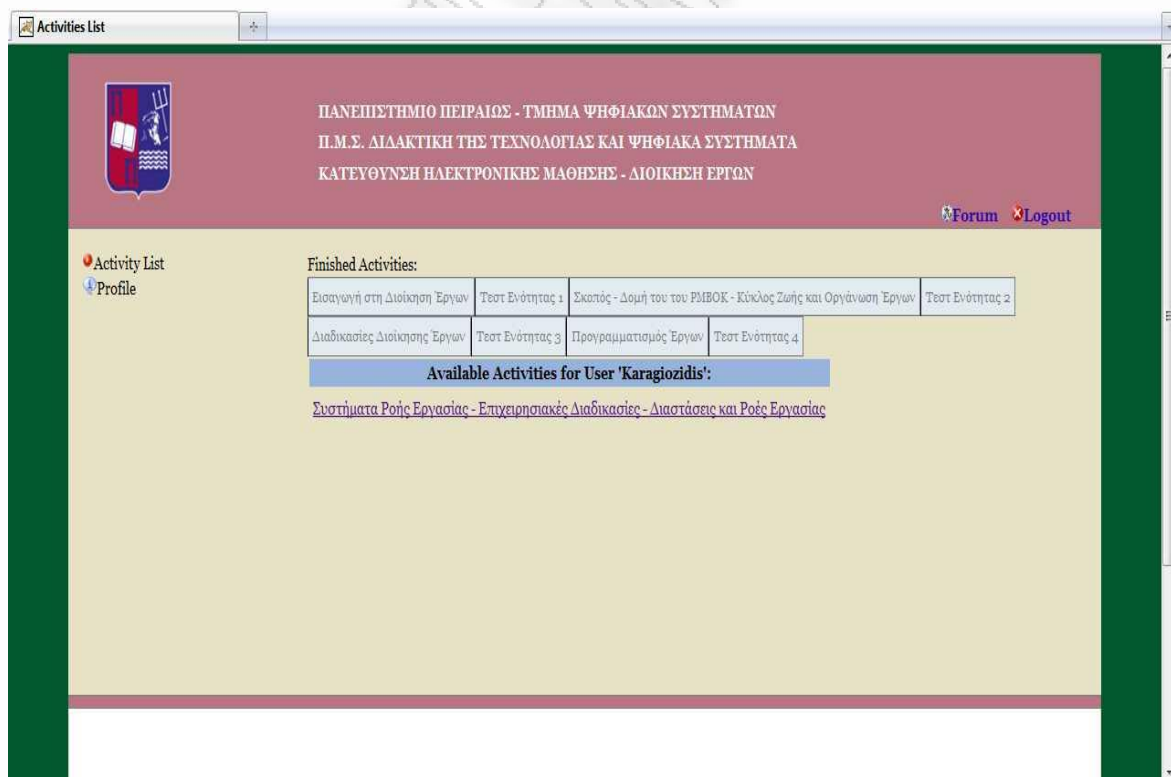 Activities List
ΠΑΝΕΠΙΣΤΗΜΙΟ ΠΕΙΡΑΙΩΣ - ΤΜΗΜΑ ΨΗΦΙΑΚΩΝ ΣΥΣΤΗΜΑΤΩΝ
Π.Μ.Σ. ΔΙΔΑΚΤΙΚΗ ΤΗΣ ΤΕΧΝΟΛΟΓΙΑΣ ΚΑΙ ΨΗΦΙΑΚΑ ΣΥΣΤΗΜΑΤΑ
ΚΑΤΕΥΘΥΝΣΗ ΗΛΕΚΤΡΟΝΙΚΗΣ ΜΑΘΗΣΗΣ - ΔΙΟΙΚΗΣΗ ΕΡΓΩΝ
Forum Logout
Activity List
Profile
Finished Activities:
Εισαγωγή στη Διοίκηση Έργων Τεστ Ενότητας 1 Σκοπός - Δομή του του PMBOK - Κύκλος Ζωής και Οργάνωση Έργων Τεστ Ενότητας 2
Διαδικασίες Διοίκησης Έργων Τεστ Ενότητας 3 Προγραμματισμός Έργων Τεστ Ενότητας 4
Available Activities for User 'Karagiozidis':
Συστήματα Ροής Εργασίας - Επιχειρησιακές Διαδικασίες - Διαστάσεις και Ροές Εργασίας